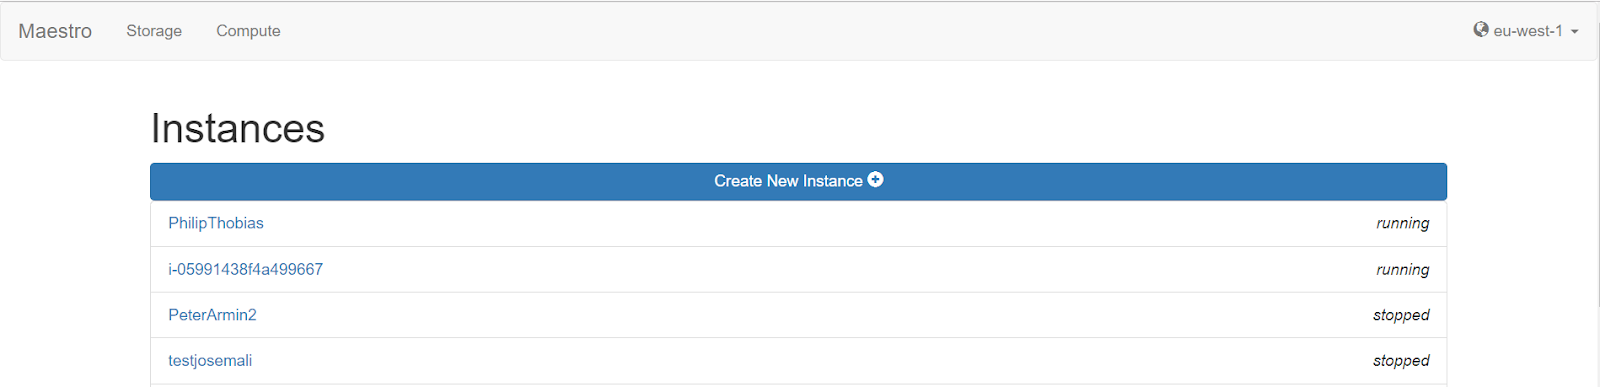 Maestro Storage Compute eu-west-1
Instances
Create New Instance
PhilipThobias running
i-05991438f4a499667 running
PeterArmin2 stopped
testjosemali stopped